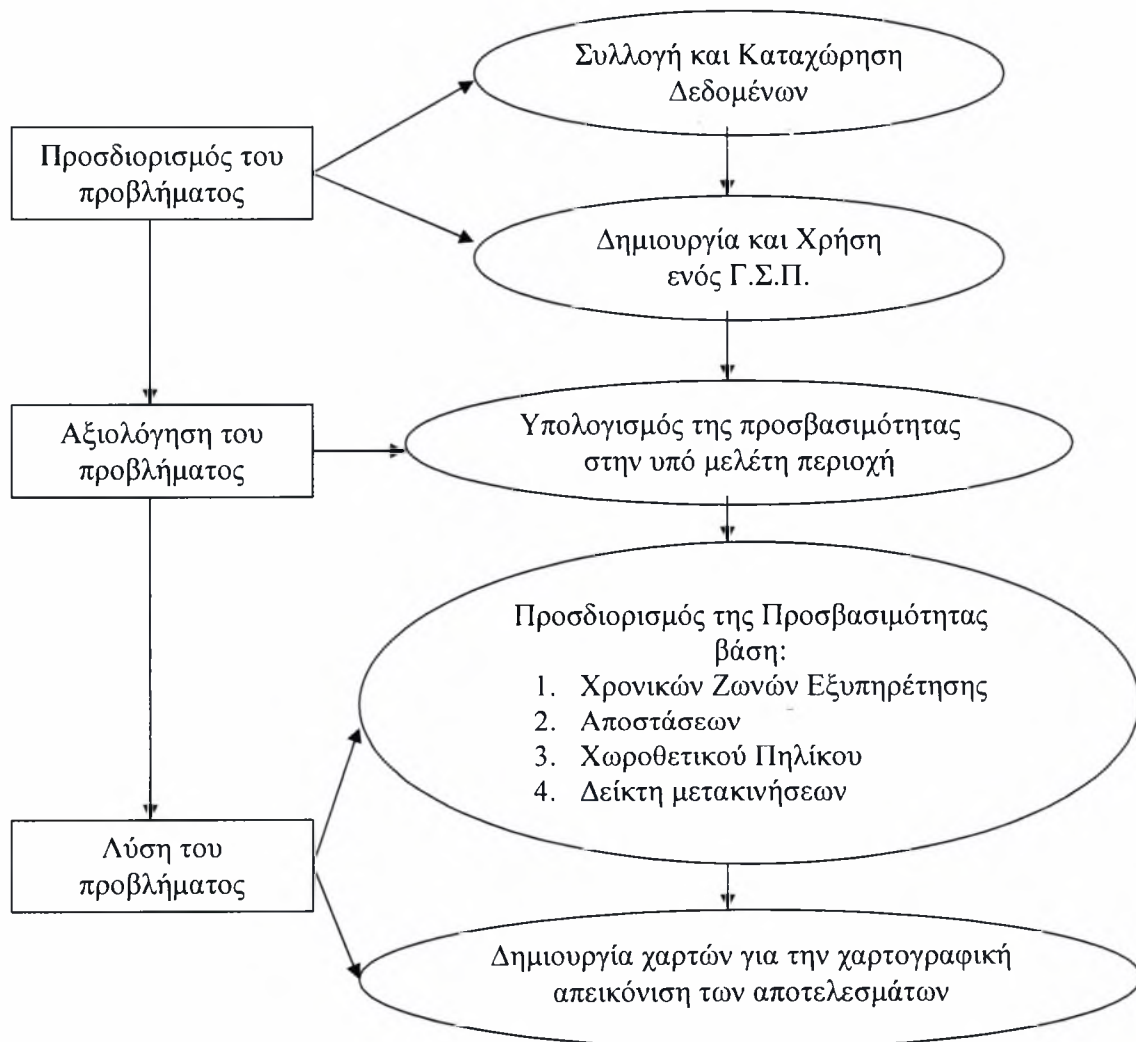 Συλλογή και Καταχώρηση
Δεδομένων
Προσδιορισμός του
προβλήματος
Δημιουργία και Χρήση
ενός Γ.Σ.Π.
Αξιολόγηση του
προβλήματος
Υπολογισμός της προσβασιμότητας
στην υπό μελέτη περιοχή
Προσδιορισμός της Προσβασιμότητας
βάση:
1. Χρονικών Ζωνών Εξυπηρέτησης
2. Αποστάσεων
3. Χωροθετικού Πηλίκου
4. Δείκτη μετακινήσεων
Λύση του
προβλήματος
Δημιουργία χαρτών για την χαρτογραφική
απεικόνιση των αποτελεσμάτων